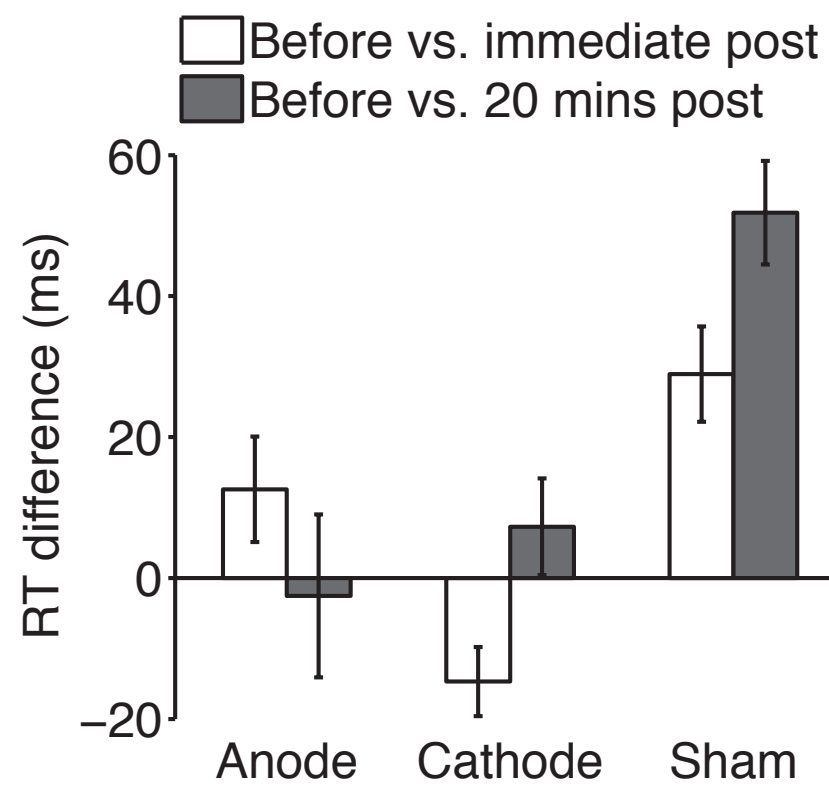 Before vs. immediate post
Before vs. 20 mins post
RT difference (ms)
60
40
20
0
−20
Anode Cathode Sham